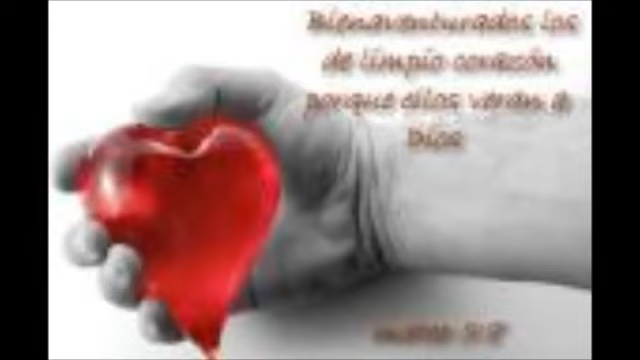 Bienaventurados los
de limpio corazón
porque ellos verán a
Dios